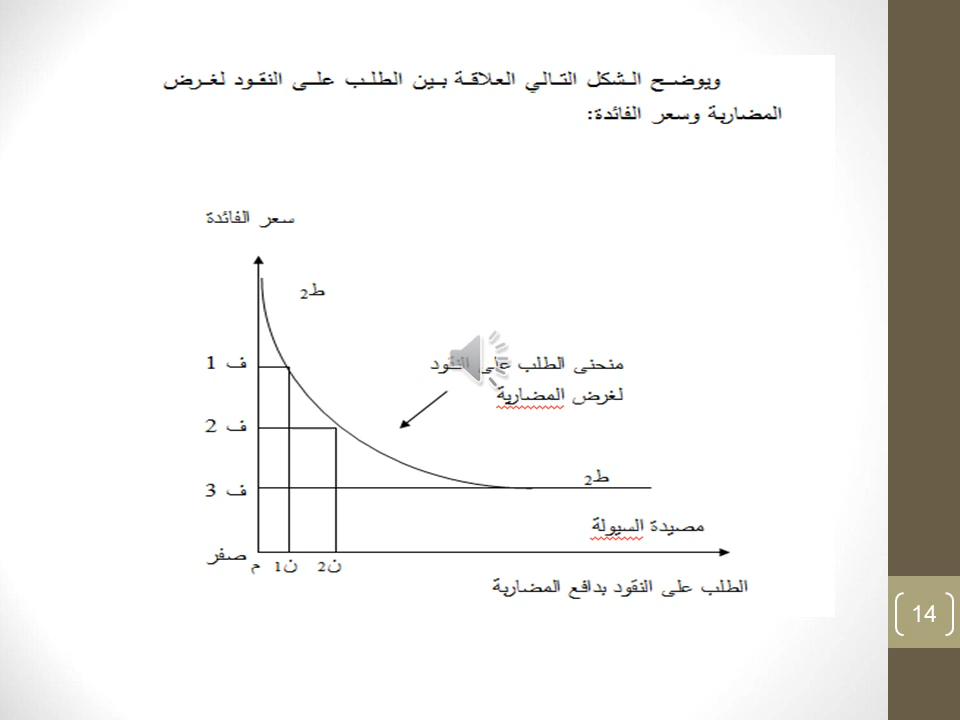 ويوضح الشكل التالي العلاقة بين الطلب على النقود لغرض
المضاربة وسعر الفائدة:
سعر الفائدة
ط2
ف 1
منحنى الطلب على النقود
لغرض المضاربة
ف 2
ط2
ف 3
مصيدة السيولة
صفر
م
ن1
ن2
الطلب على النقود بدافع المضاربة
14